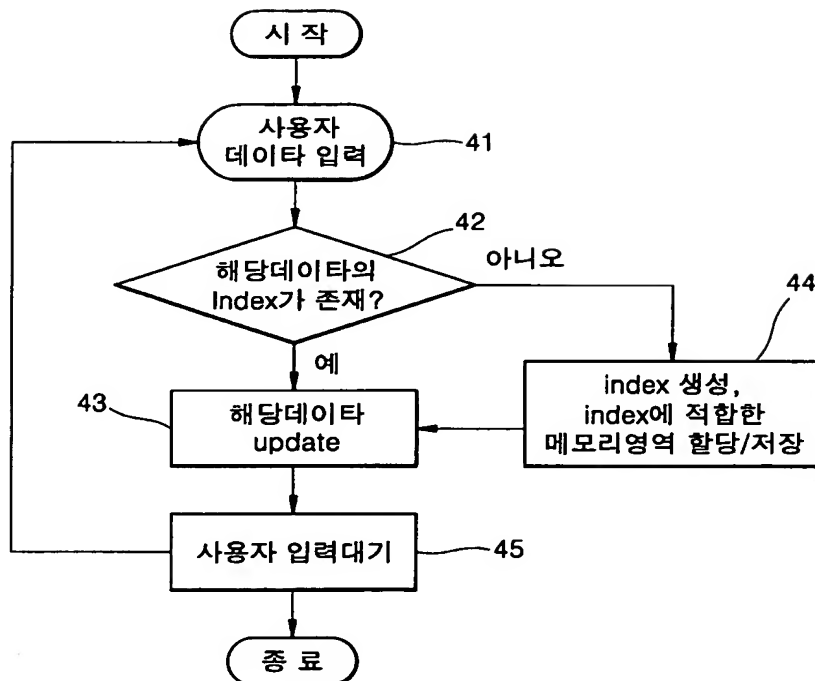 시 작
사용자
데이타 입력
41
42
해당데이타의
Index가 존재?
아니오
예
44
43
해당데이타
update
index 생성,
index에 적합한
메모리영역 할당/저장
사용자 입력대기
45
종 료